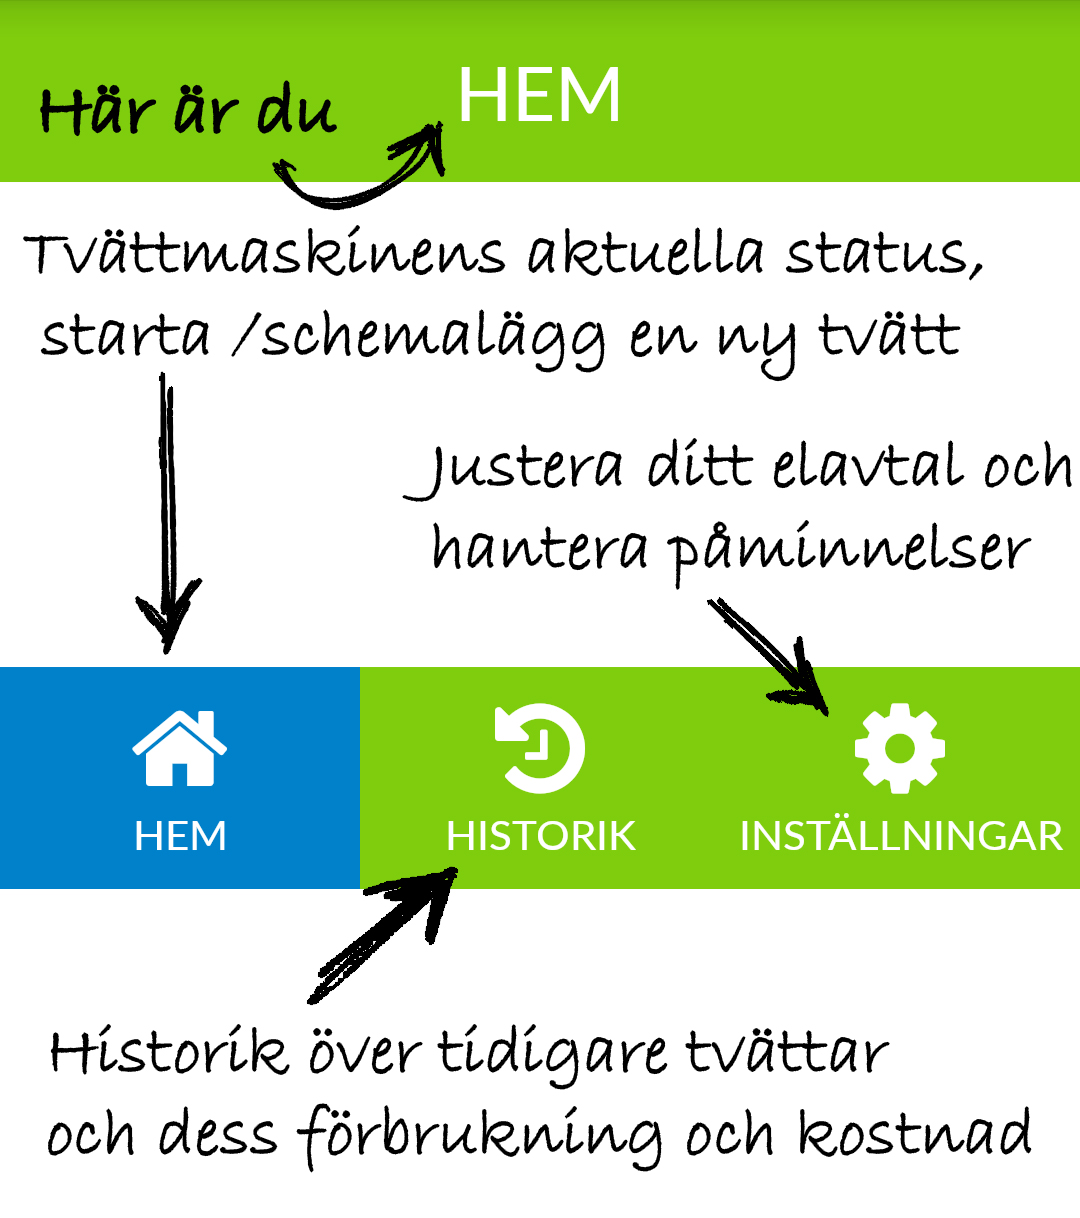 HEM
Här är du
Tvättmaskinens aktuella status,
starta /schemalägg en ny tvätt
Justera ditt elavtal och
hantera påminnelser
HEM
HISTORIK
INSTÄLLNINGAR
Historik över tidigare tvättar
och dess förbrukning och kostnad